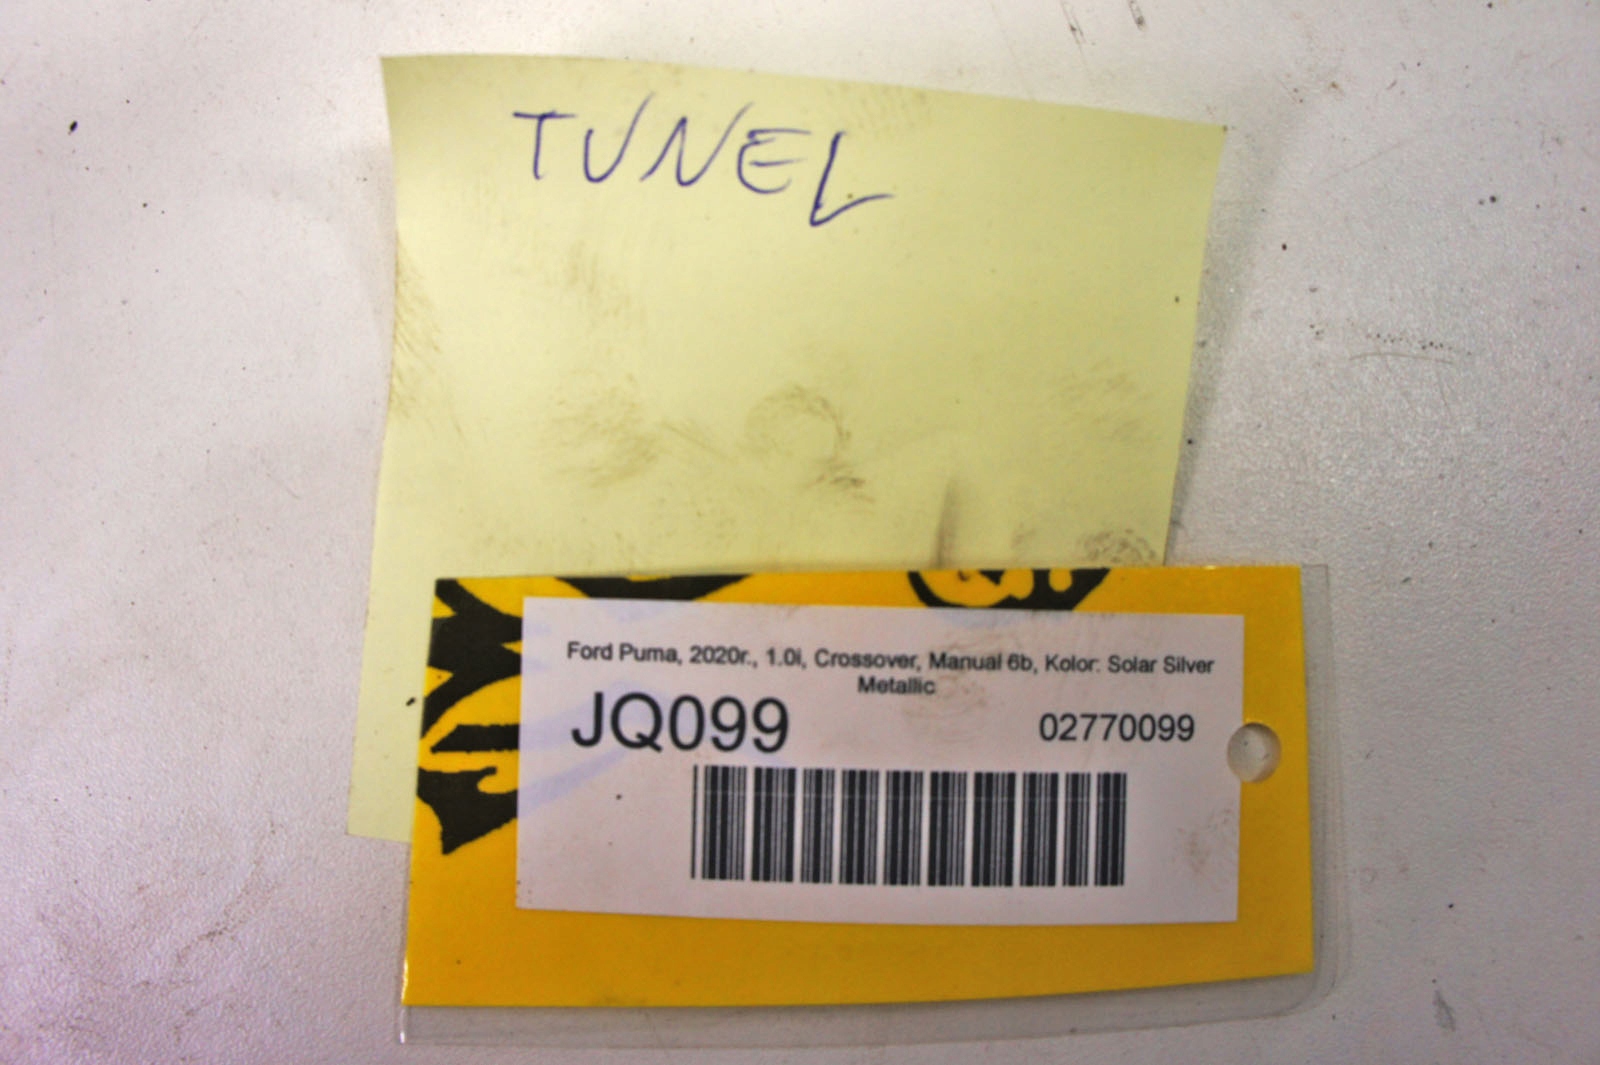 TUNEL
Ford Puma, 2020r., 1.0i, Crossover, Manual 6b, Kolor: Solar Silver
Metallic
JQ099 02770099